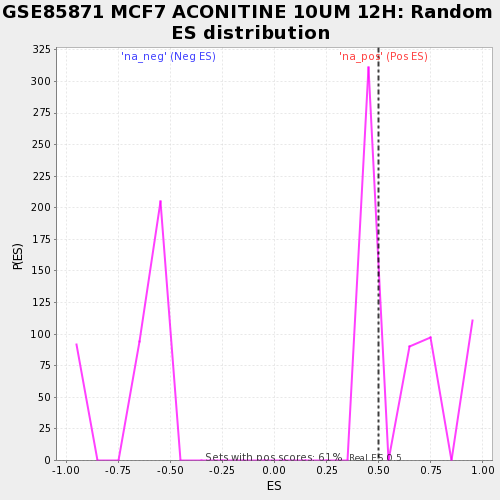 GSE85871 MCF7 ACONITINE 10UM 12H: Random
ES distribution
'na_neg' (Neg ES)
'na_pos' (Pos ES)
325
300
275
250
225
200
175
150
125
100
75
50
25
0
P(ES)
Sets with pos scores: 61%
Real ES 0.5
-1.00 -0.75 -0.50 -0.25 0.00 0.25 0.50 0.75 1.00
ES